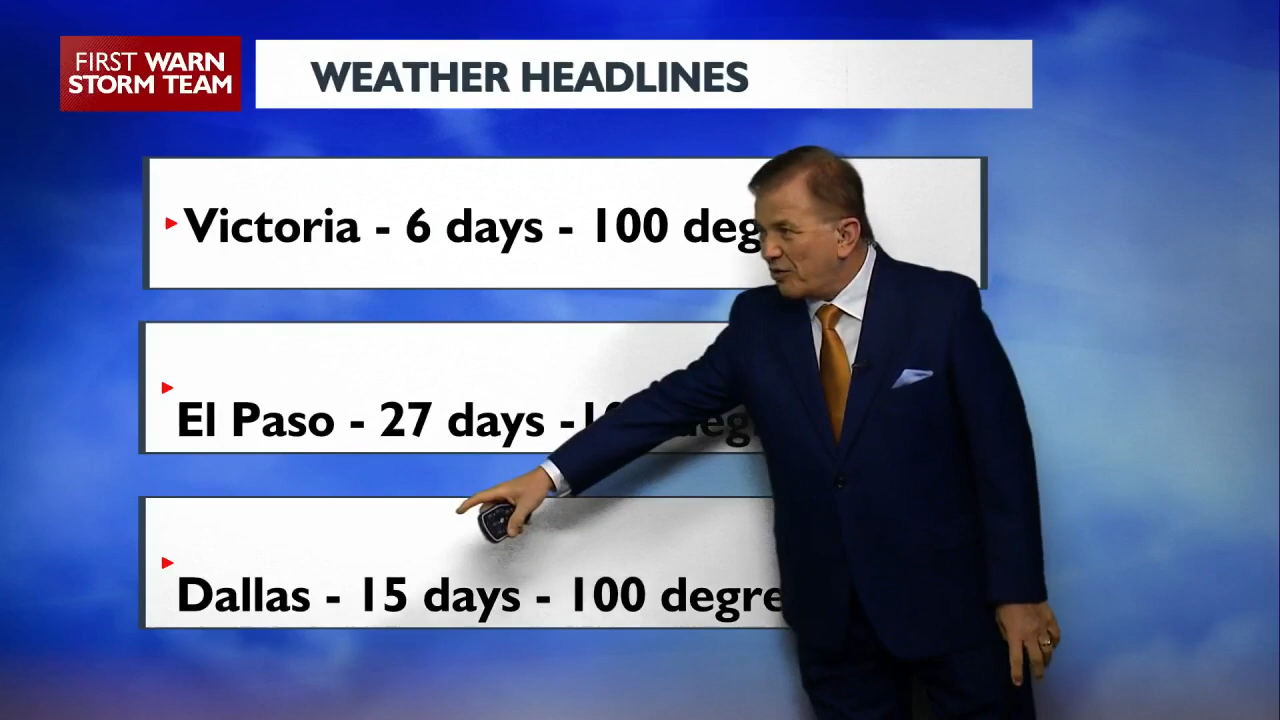 FIRST WARN
STORM TEAM
WEATHER HEADLINES
Victoria - 6 days - 100 deg
El Paso - 27 days -
Dallas - 15 days - 100 degre